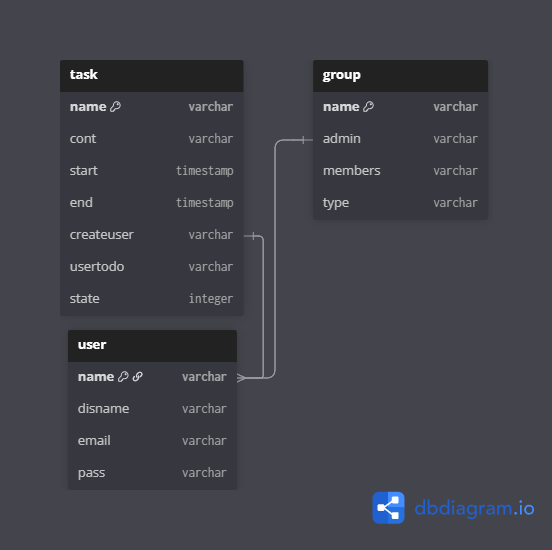 task
name varchar
cont varchar
start timestamp
end timestamp
createuser varchar
usertodo varchar
state integer
group
name varchar
admin varchar
members varchar
type varchar
user
name varchar
disname varchar
email varchar
pass varchar
dbdiagram.io